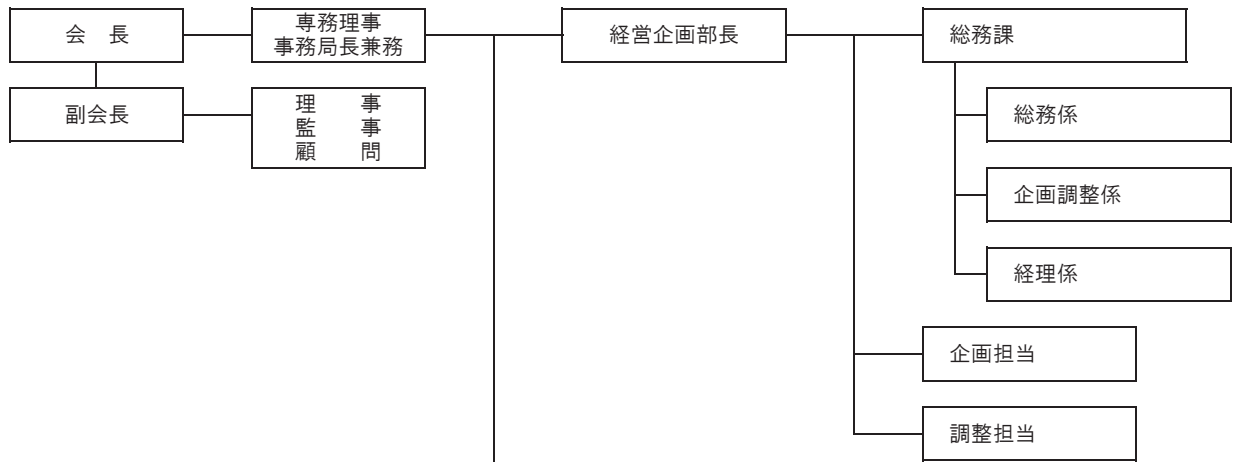 会　長
専務理事
事務局長兼務
経営企画部長
総務課
副会長
理　　事
監　　事
顧　　問
総務係
企画調整係
経理係
企画担当
調整担当